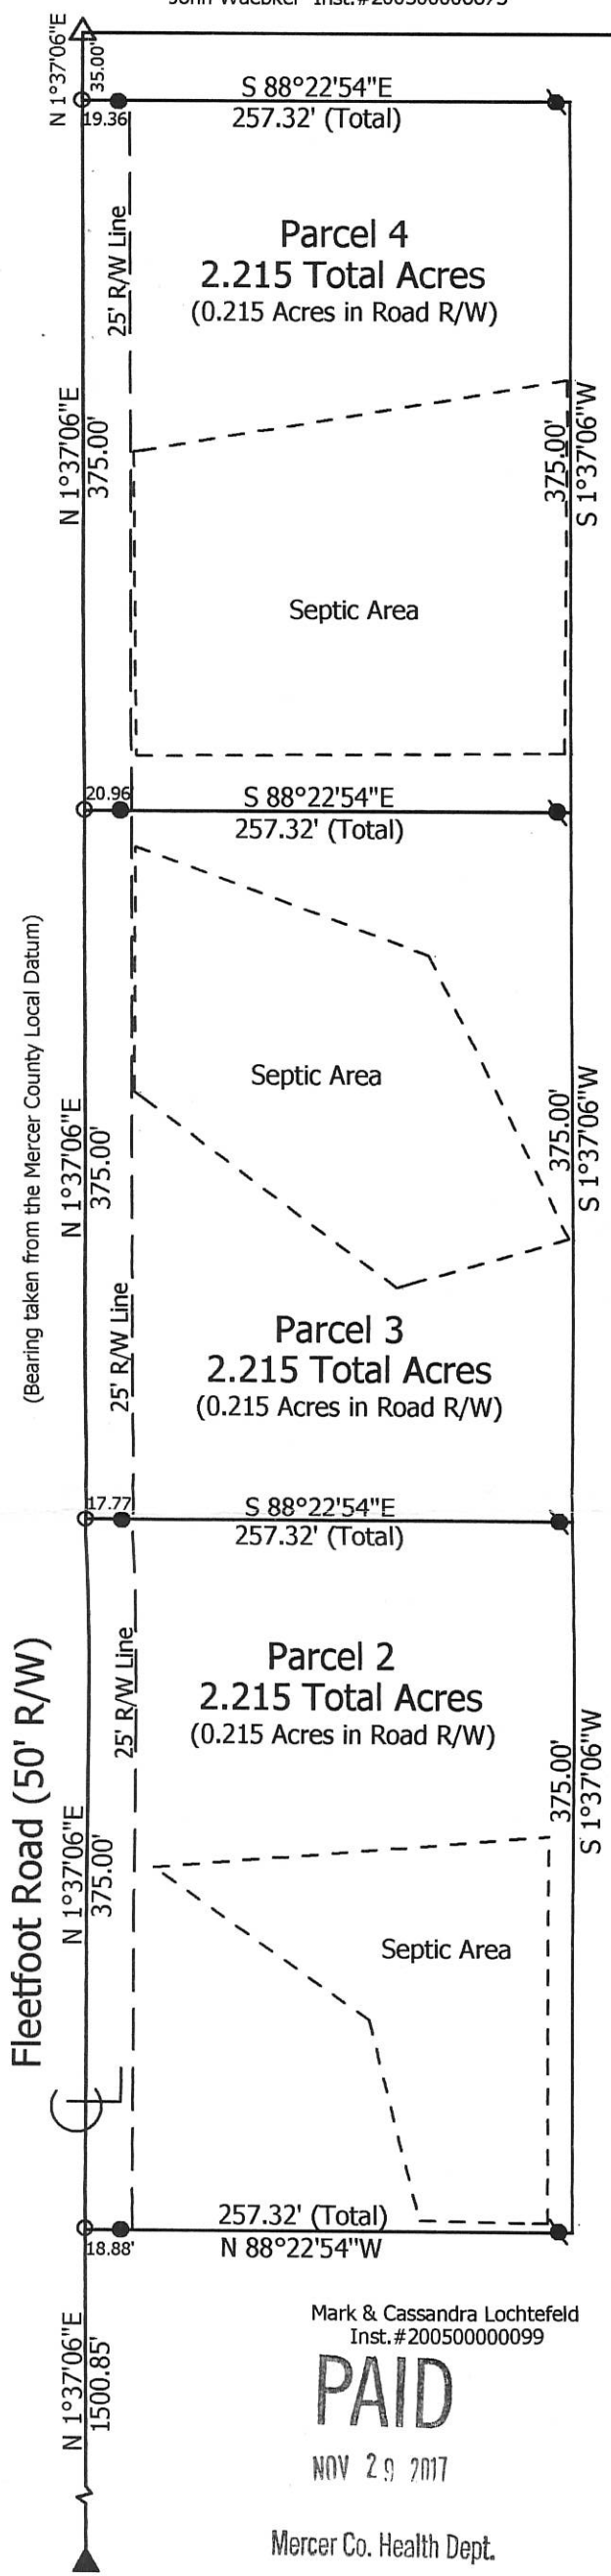 N 1°37'06"E
35.00'
S 88°22'54"E
19.36
257.32' (Total)
25' R/W Line
Parcel 4
2.215 Total Acres
(0.215 Acres in Road R/W)
N 1°37'06"E
375.00'
375.00'
S 1°37'06"W
Septic Area
20.96
S 88°22'54"E
257.32' (Total)
(Bearing taken from the Mercer County Local Datum)
Septic Area
N 1°37'06"E
375.00'
375.00'
S 1°37'06"W
25' R/W Line
Parcel 3
2.215 Total Acres
(0.215 Acres in Road R/W)
17.77
S 88°22'54"E
257.32' (Total)
Fleetfoot Road (50' R/W)
25' R/W Line
Parcel 2
2.215 Total Acres
(0.215 Acres in Road R/W)
N 1°37'06"E
375.00'
375.00'
S 1°37'06"W
Septic Area
257.32' (Total)
18.88'
N 88°22'54"W
Mark & Cassandra Lochtefeld
Inst.#200500000099
N 1°37'06"E
1500.85'
PAID
NOV 29 2017
Mercer Co. Health Dept.